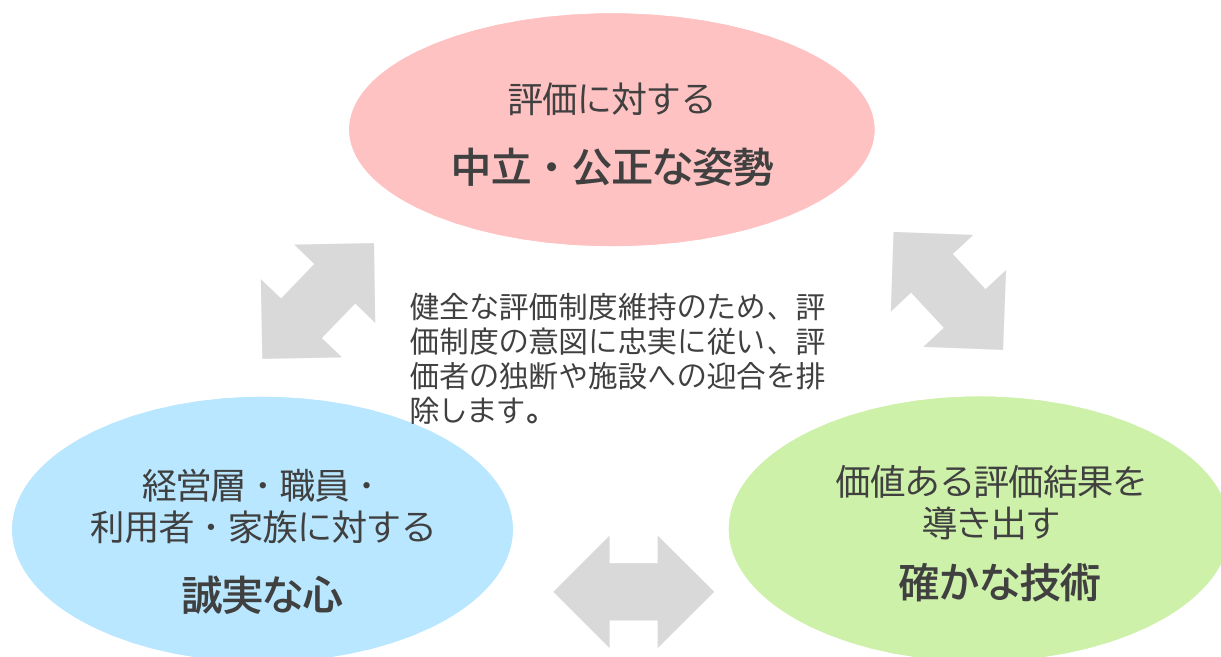 評価に対する
中立・公正な姿勢
健全な評価制度維持のため、評
価制度の意図に忠実に従い、評
価者の独断や施設への迎合を排
除します。
経営層・職員・
利用者・家族に対する
誠実な心
価値ある評価結果を
導き出す
確かな技術